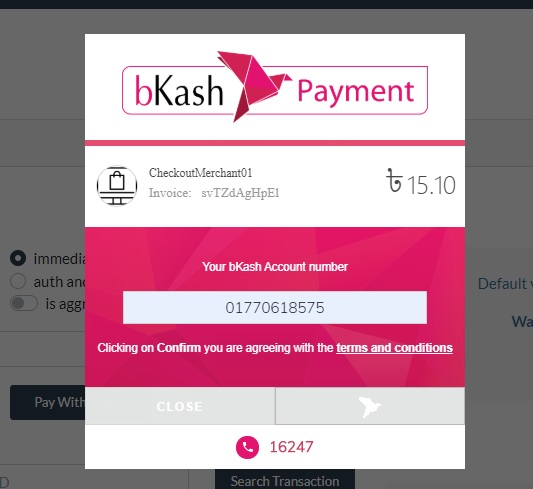 bKash Payment
CheckoutMerchant01
Invoice: svTZdAgHpEl
৳ 15.10
immedia
auth and
is aggr
Default v
Wa
Your bKash Account number
01770618575
Clicking on Confirm you are agreeing with the terms and conditions
Pay With
CLOSE
16247
D
Search Transaction